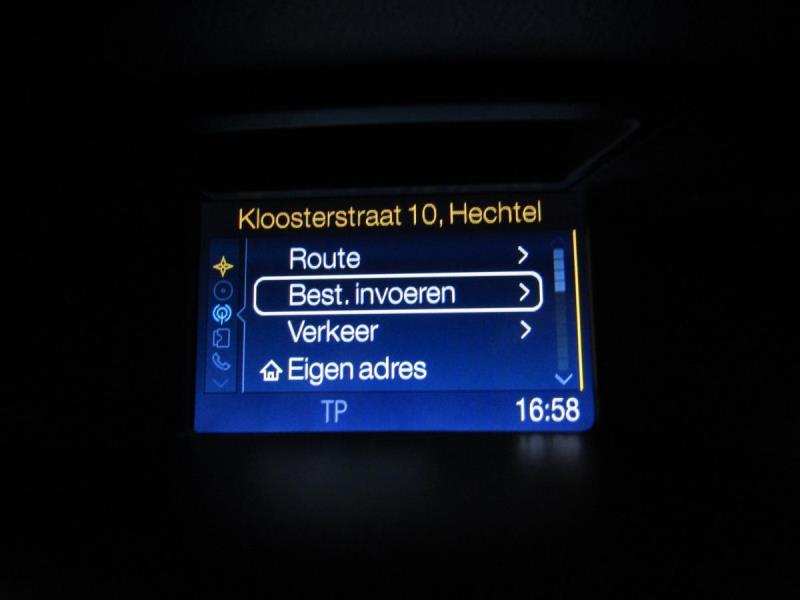 Kloosterstraat 10, Hechtel
Route
Best. invoeren
Verkeer
Eigen adres
TP 16:58